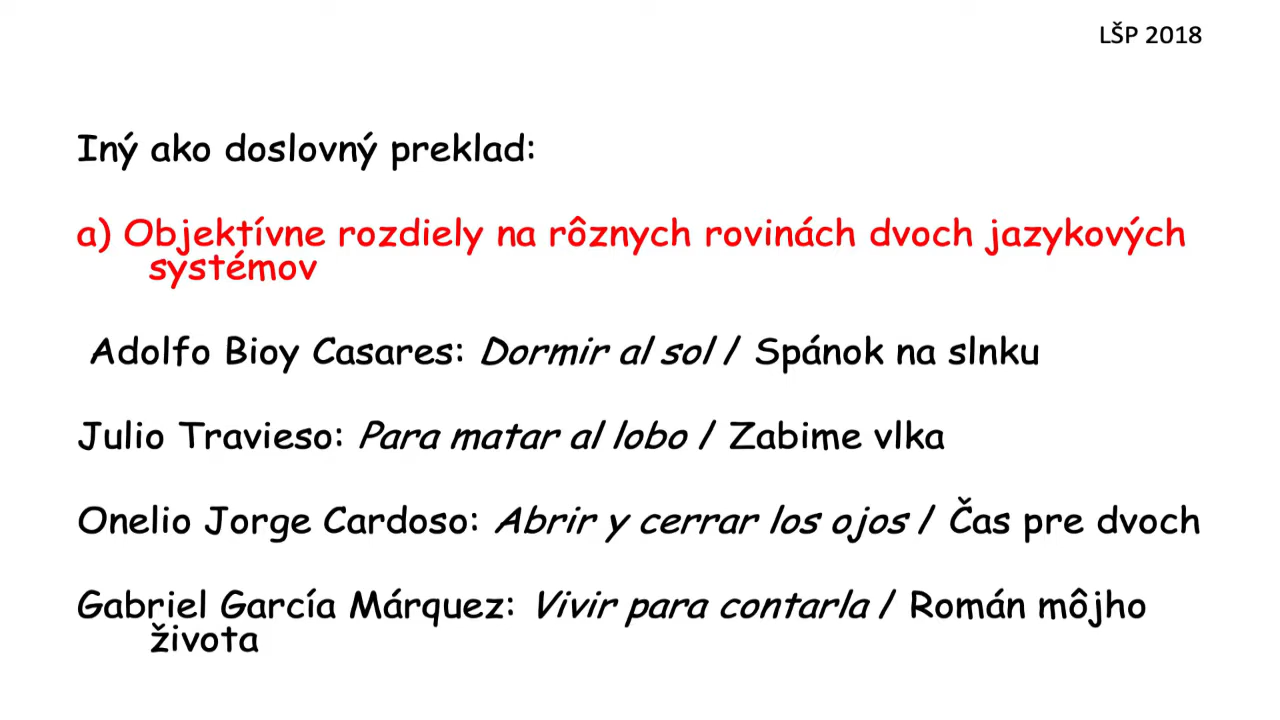 LŠP 2018
Iný ako doslovný preklad:
a) Objektívne rozdiely na rôznych rovinách dvoch jazykových
systémov
Adolfo Bioy Casares: Dormir al sol / Spánok na slnku
Julio Travieso: Para matar al lobo / Zabime vlka
Onelio Jorge Cardoso: Abrir y cerrar los ojos / Čas pre dvoch
Gabriel García Márquez: Vivir para contarla / Román môjho
života